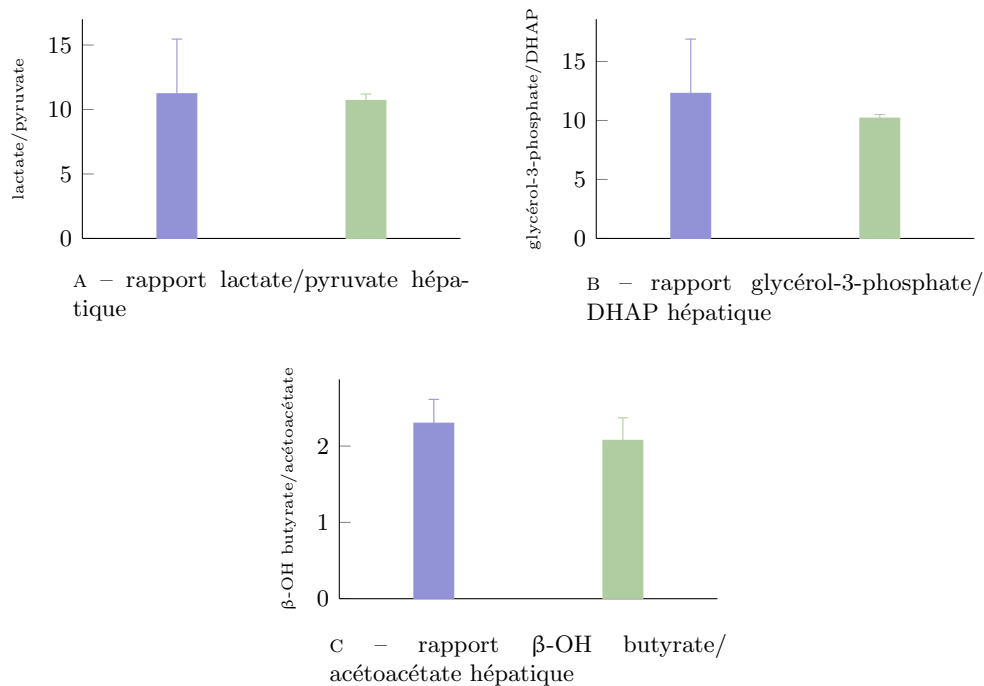 lactate/pyruvate
15
10
5
0
A – rapport lactate/pyruvate hépa-
tique
glycérol-3-phosphate/DHAP
15
10
5
0
B – rapport glycérol-3-phosphate/
DHAP hépatique
β-OH butyrate/acétoacétate
2
1
0
C – rapport β-OH butyrate/
acétoacétate hépatique